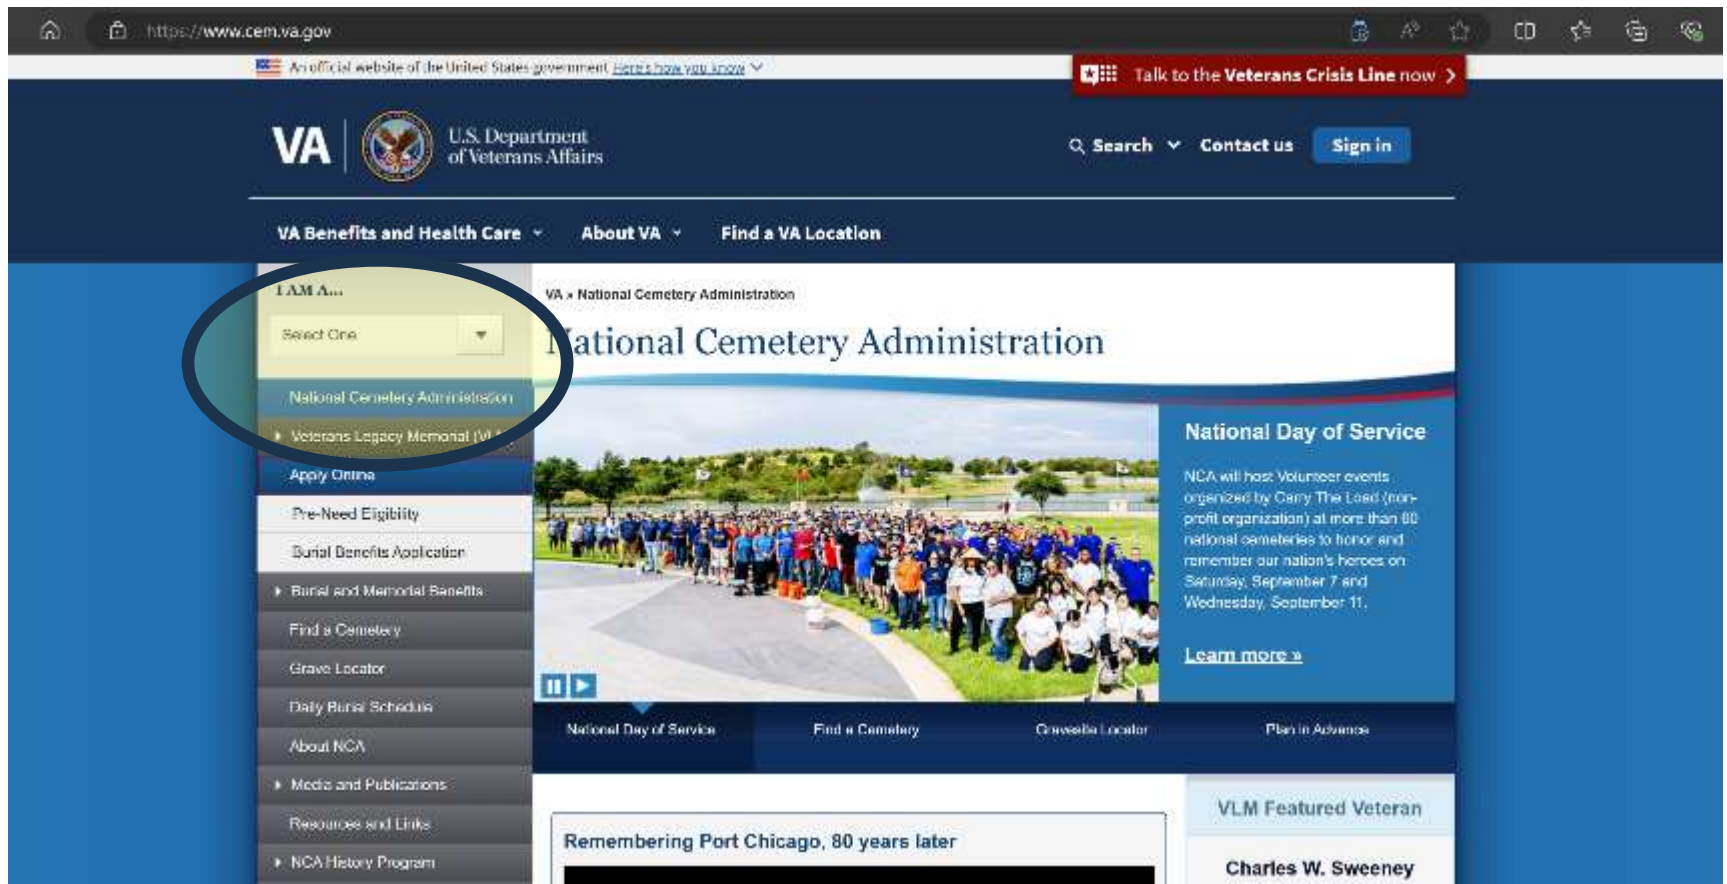 https://www.cem.va.gov
An official website of the United States government Here's how you know
Talk to the Veterans Crisis Line now
VA
U.S. Department
of Veterans Affairs
Search
Contact us
Sign in
VA Benefits and Health Care
About VA
Find a VA Location
I AM A...
Select One
National Cemetery Administration
Veterans Legacy Memorial
Apply Online
Pre-Need Eligibility
Burial Benefits Application
Burial and Memorial Benefits
Find a Cemetery
Grave Locator
Daily Burial Schedule
About NCA
Media and Publications
Resources and Links
NCA History Program
VA » National Cemetery Administration
National Cemetery Administration
National Day of Service
NCA will host Volunteer events
organized by Carry The Load (non-
profit organization) at more than 60
national cemeteries to honor and
remember our nation's heroes on
Saturday, September 7 and
Wednesday, September 11.
Learn more »
National Day of Service
Find a Cemetery
Gravesite Locator
Plan in Advance
Remembering Port Chicago, 80 years later
VLM Featured Veteran
Charles W. Sweeney